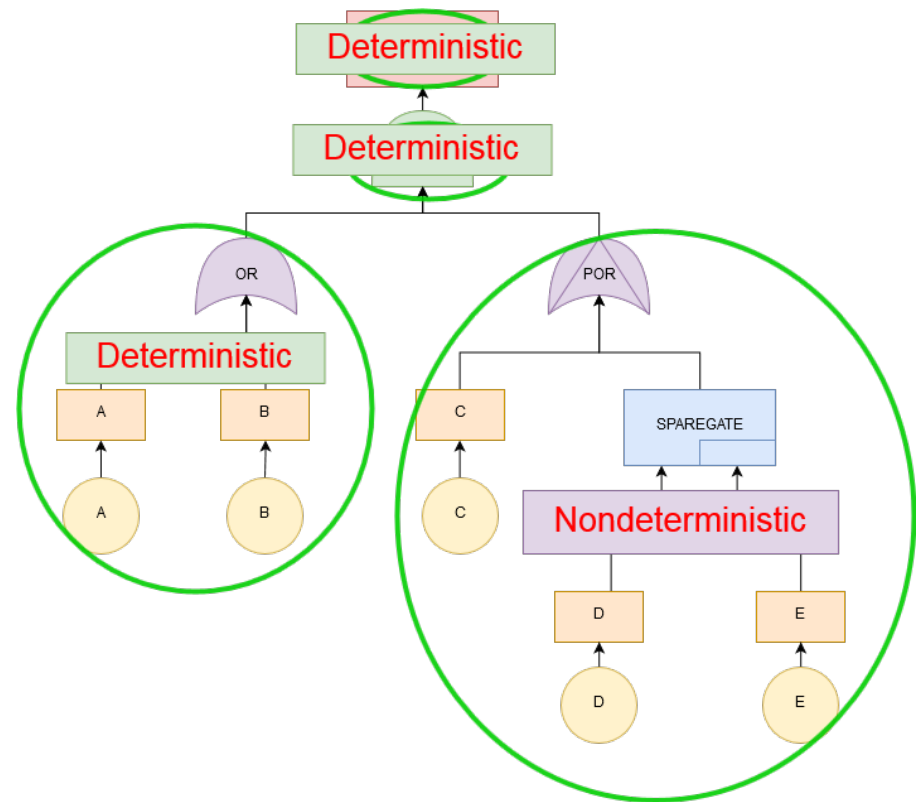 Deterministic
Deterministic
OR
POR
Deterministic
A
B
C
SPAREGATE
A
B
C
Nondeterministic
D
E
D
E